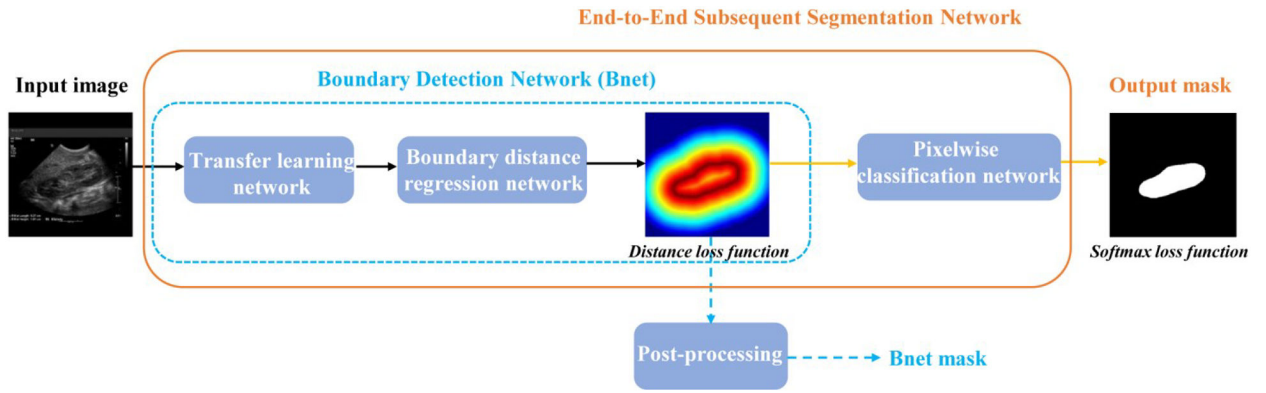 End-to-End Subsequent Segmentation Network
Boundary Detection Network (Bnet)
Input image
Output mask
Transfer learning
network
Boundary distance
regression network
Pixelwise
classification network
Distance loss function
Softmax loss function
Post-processing
Bnet mask